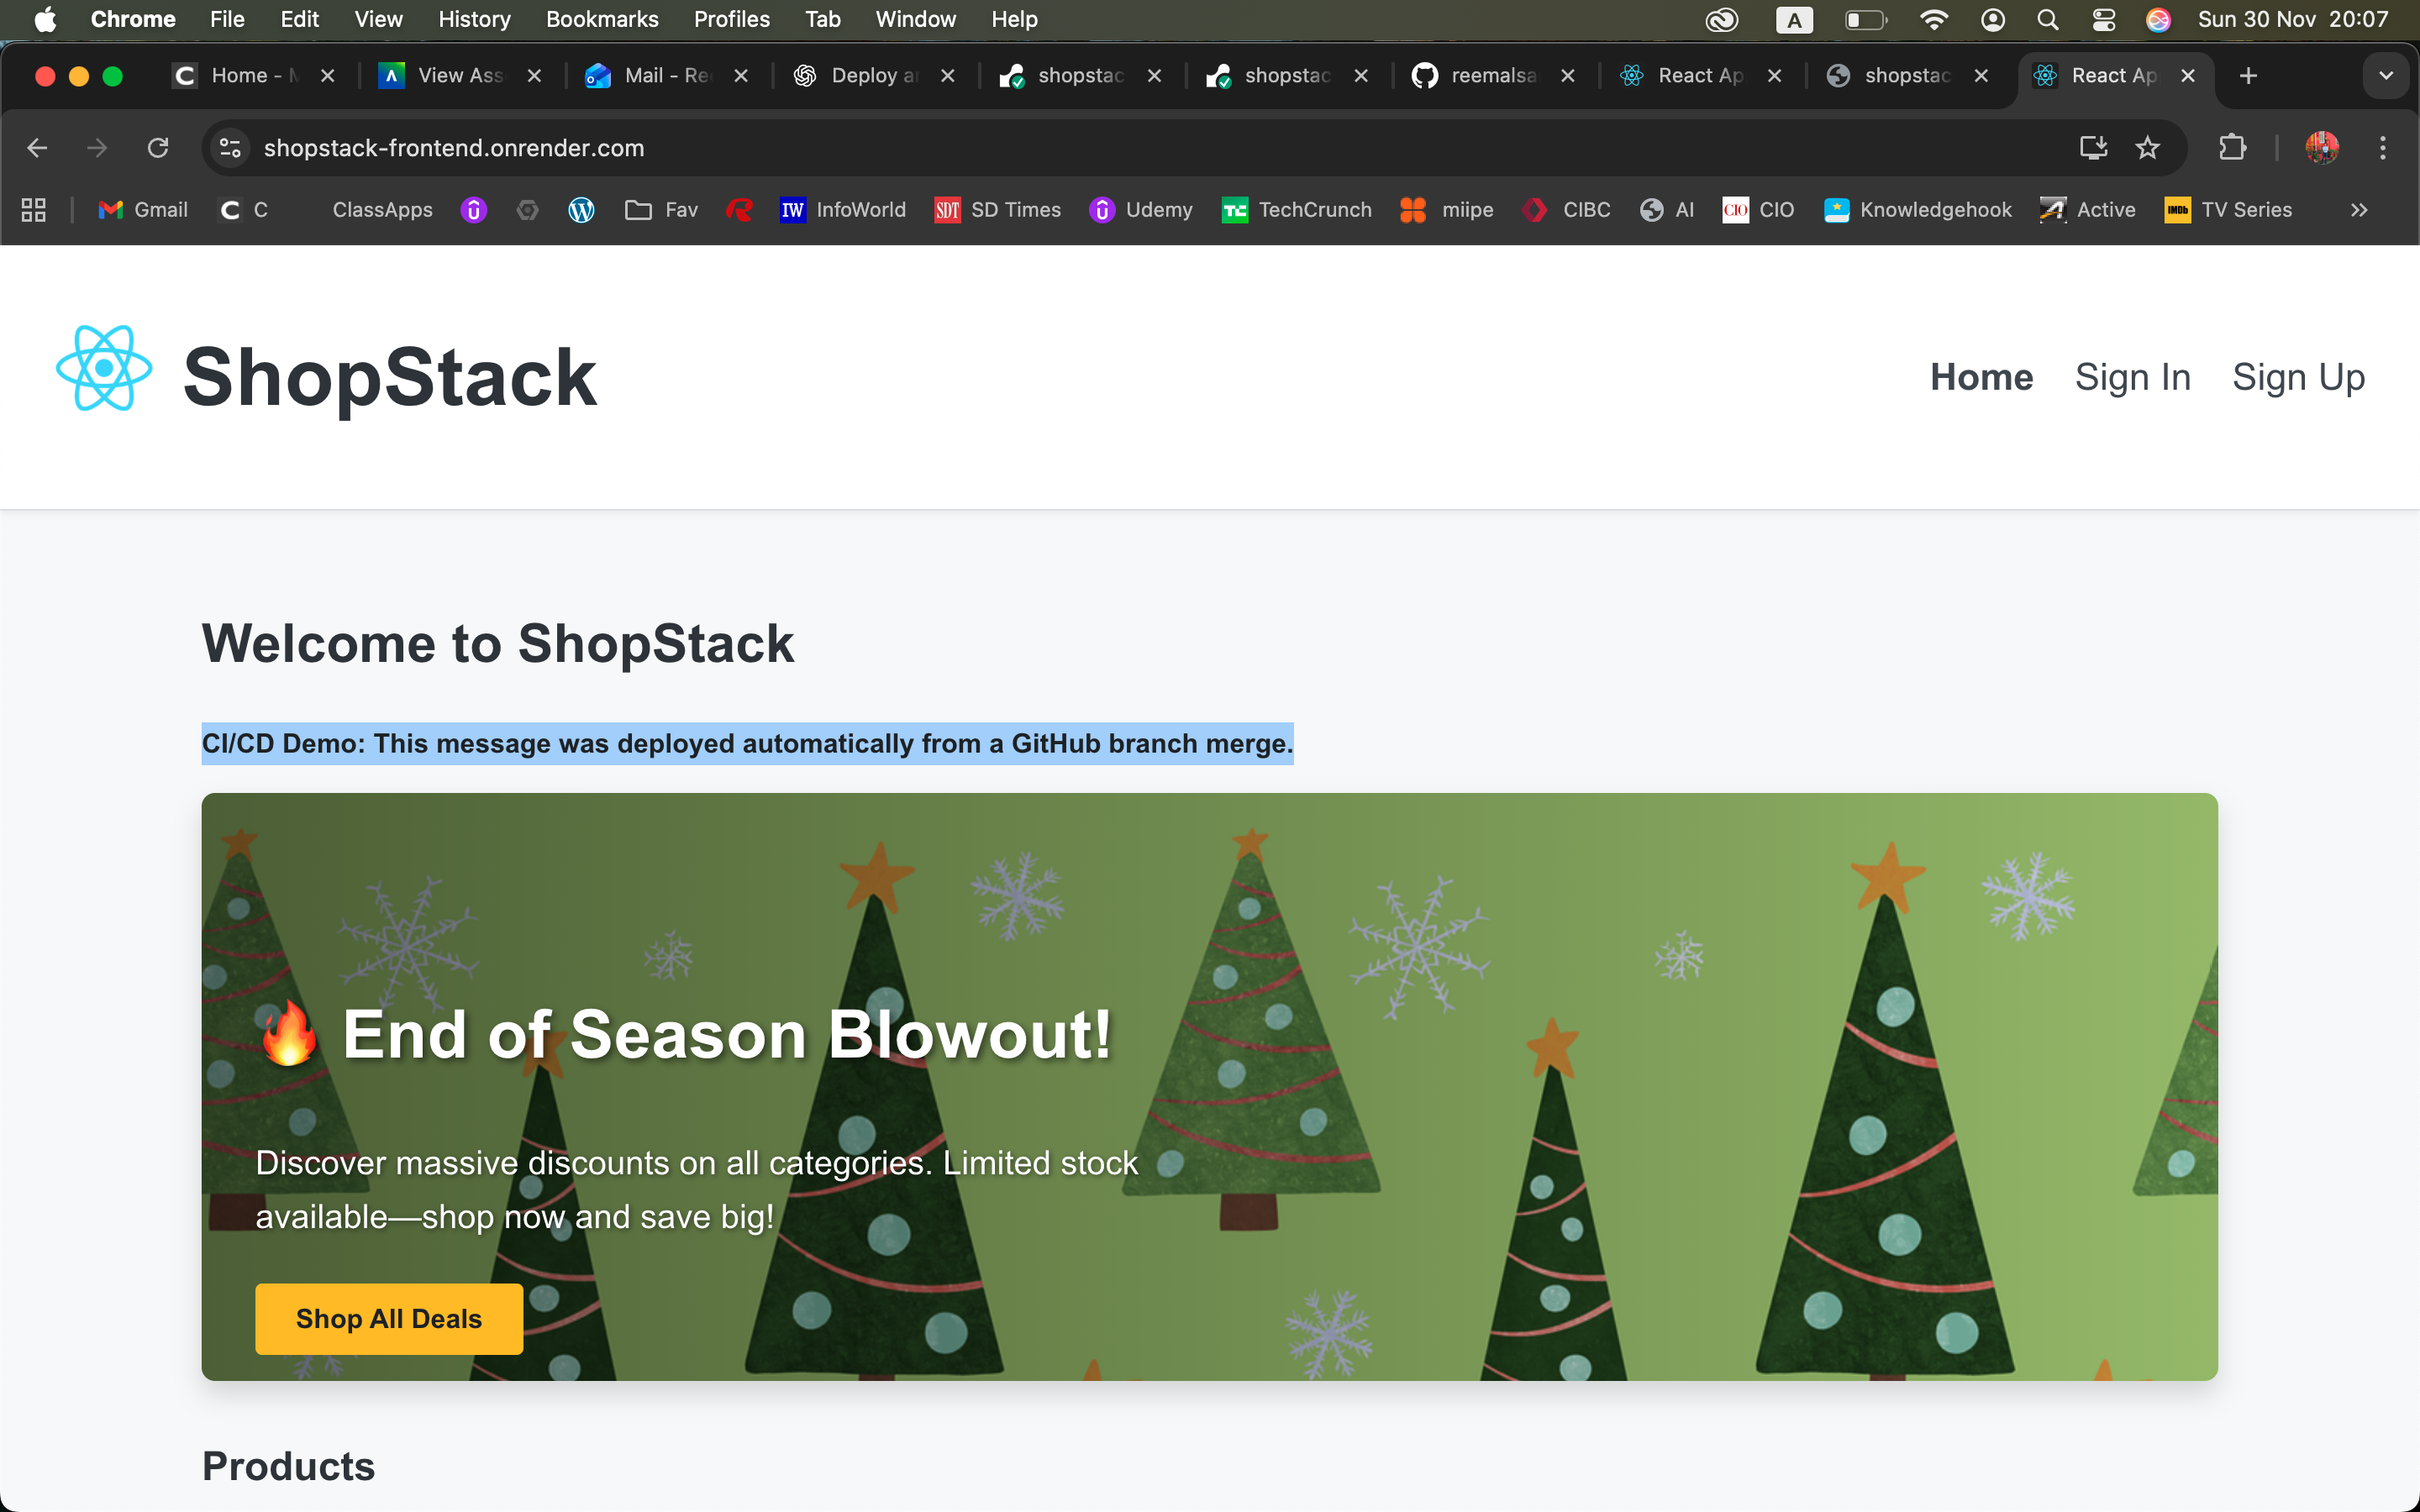 Chrome File Edit View History Bookmarks Profiles Tab Window Help A Sun 30 Nov 20:07
Home - View Ass Mail - Re Deploy shopstac shopstac reemalsa React Ap shopstac React Ap
shopstack-frontend.onrender.com
Gmail C ClassApps Fav IW InfoWorld SDT SD Times Udemy TechCrunch miipe CIBC AI CIO CIO Knowledgehook Active IMDb TV Series
ShopStack Home Sign In Sign Up
Welcome to ShopStack
CI/CD Demo: This message was deployed automatically from a GitHub branch merge.
🔥 End of Season Blowout!
Discover massive discounts on all categories. Limited stock
available—shop now and save big!
Shop All Deals
Products